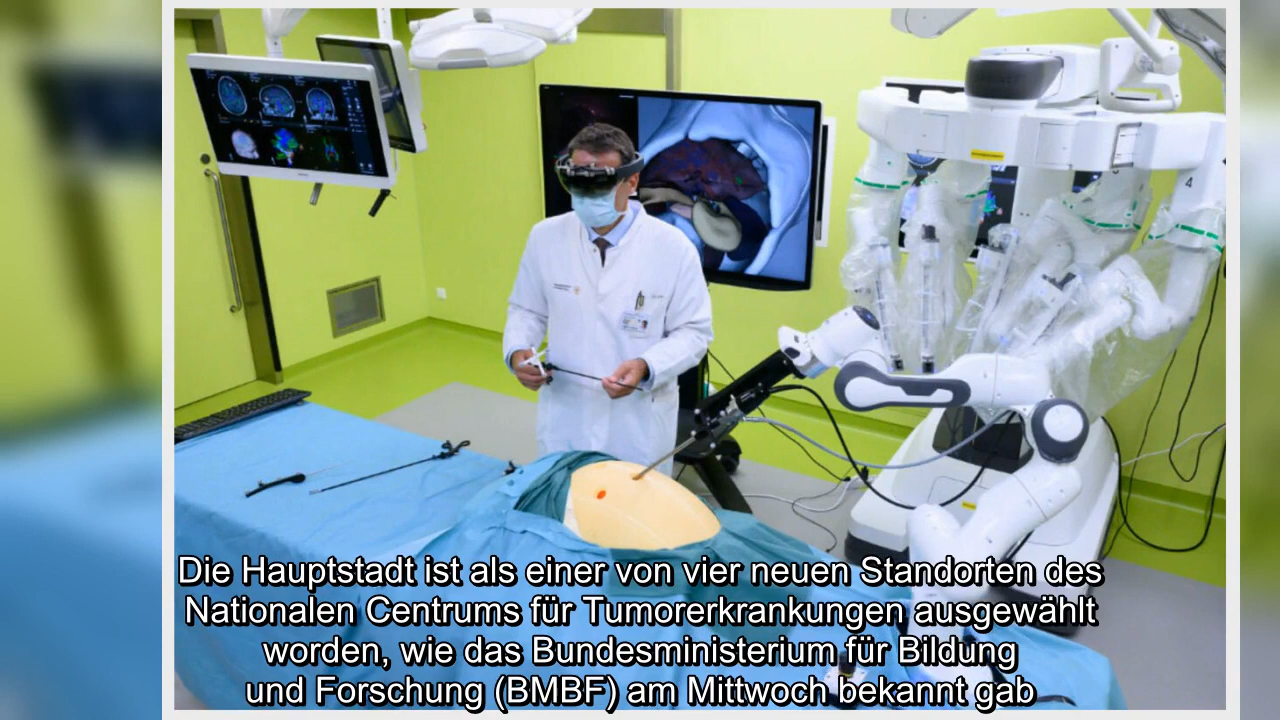 Die Hauptstadt ist als einer von vier neuen Standorten des
Nationalen Centrums für Tumorerkrankungen ausgewählt
worden, wie das Bundesministerium für Bildung
und Forschung (BMBF) am Mittwoch bekannt gab
4